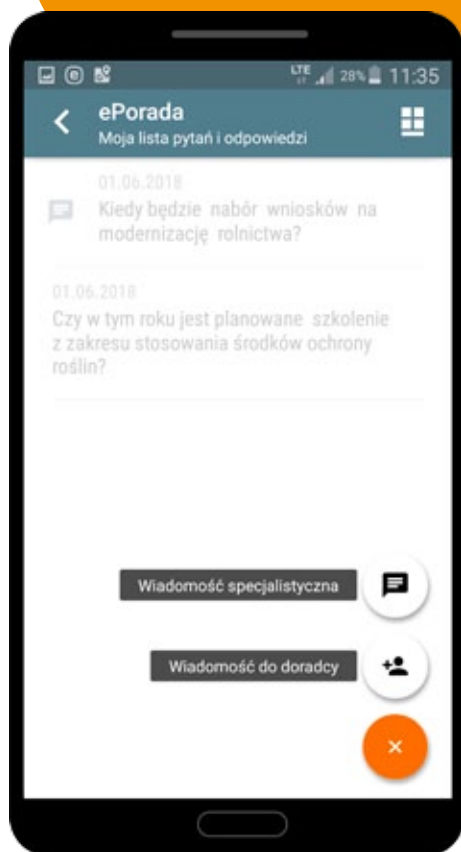 LTE 28% 11:35
ePorada
Moja lista pytań i odpowiedzi
01.06.2018
Kiedy będzie nabór wniosków na
modernizację rolnictwa?
01.06.2018
Czy w tym roku jest planowane szkolenie
z zakresu stosowania środków ochrony
roślin?
Wiadomość specjalistyczna
Wiadomość do doradcy